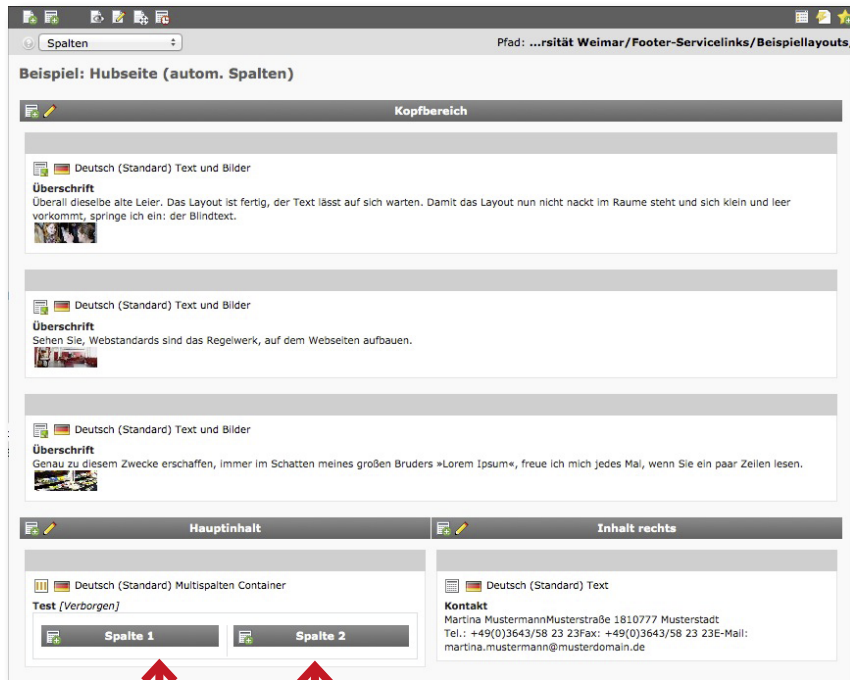 Spalten
Pfad: ...rsität Weimar/Footer-Servicelinks/Beispiellayouts
Beispiel: Hubseite (autom. Spalten)
Kopfbereich
Deutsch (Standard) Text und Bilder
Überschrift
Überall dieselbe alte Leier. Das Layout ist fertig, der Text lässt auf sich warten. Damit das Layout nun nicht nackt im Raume steht und sich klein und leer
vorkommt, springe ich ein: der Blindtext.
Deutsch (Standard) Text und Bilder
Überschrift
Sehen Sie, Webstandards sind das Regelwerk, auf dem Webseiten aufbauen.
Deutsch (Standard) Text und Bilder
Überschrift
Genau zu diesem Zwecke erschaffen, immer im Schatten meines großen Bruders »Lorem Ipsum«, freue ich mich jedes Mal, wenn Sie ein paar Zeilen lesen.
Hauptinhalt
Deutsch (Standard) Multispalten Container
Test [Verborgen]
Spalte 1
Spalte 2
Inhalt rechts
Deutsch (Standard) Text
Kontakt
Martina MustermannMusterstraße 1810777 Musterstadt
Tel.: +49(0)3643/58 23 23Fax: +49(0)3643/58 23 23E-Mail:
martina.mustermann@musterdomain.de